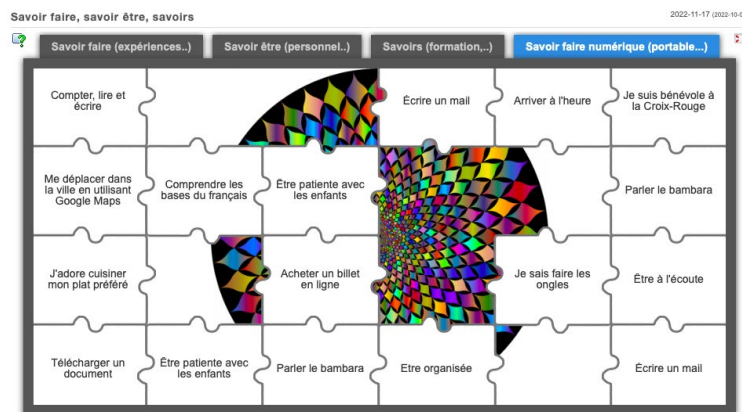 Savoir faire, savoir être, savoirs
2022-11-17
Savoir faire (expériences..)
Savoir être (personnel..)
Savoirs (formation,..)
Savoir faire numérique (portable...)
Compter, lire et
écrire
Écrire un mail
Arriver à l'heure
Je suis bénévole à
la Croix-Rouge
Me déplacer dans
la ville en utilisant
Google Maps
Comprendre les
bases du français
Être patiente avec
les enfants
Parler le bambara
J'adore cuisiner
mon plat préféré
Acheter un billet
en ligne
Je sais faire les
ongles
Être à l'écoute
Télécharger un
document
Être patiente avec
les enfants
Parler le bambara
Etre organisée
Écrire un mail